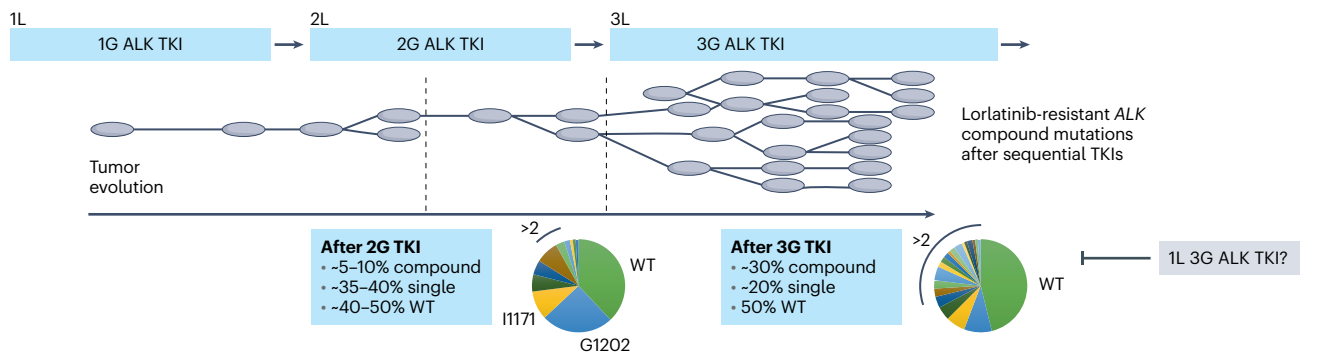 1L
2L
3L
1G ALK TKI
2G ALK TKI
3G ALK TKI
Lorlatinib-resistant ALK
compound mutations
after sequential TKIs
Tumor
evolution
After 2G TKI
• ~5–10% compound
• ~35–40% single
• ~40–50% WT
>2
WT
I1171
G1202
After 3G TKI
• ~30% compound
• ~20% single
• 50% WT
>2
WT
1L 3G ALK TKI?